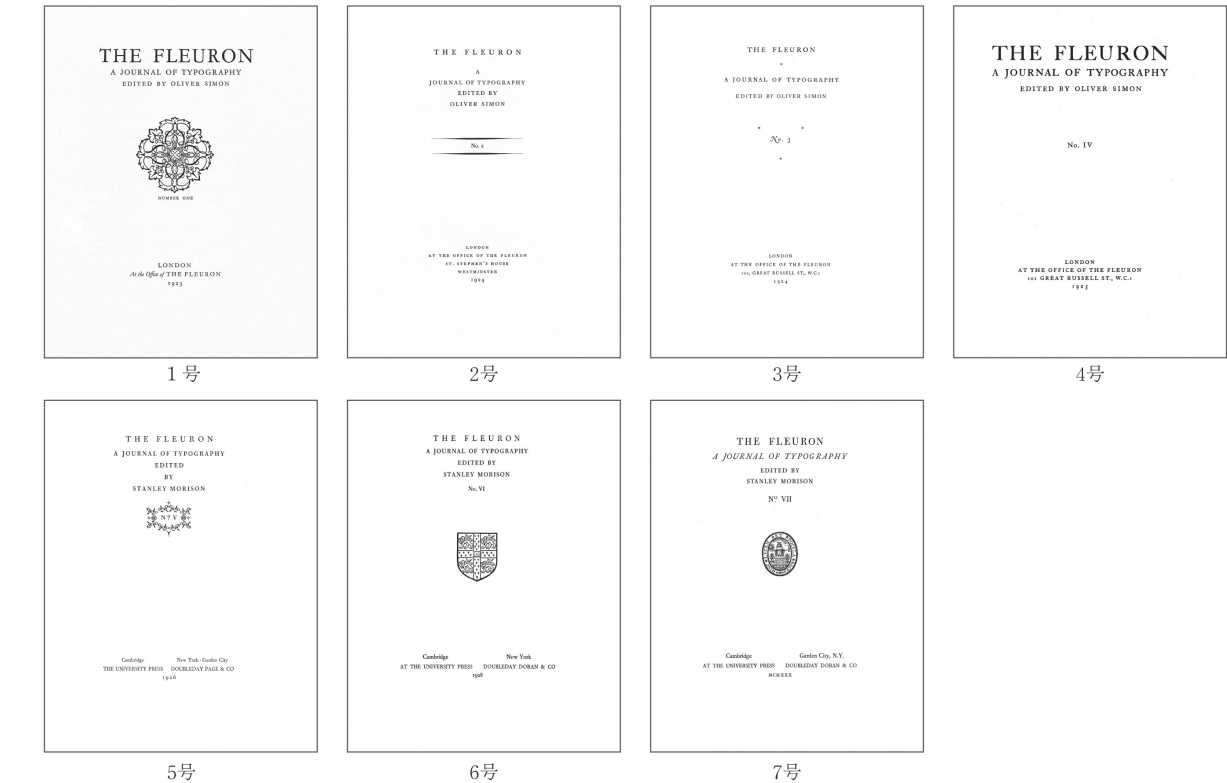 THE FLEURON
A JOURNAL OF TYPOGRAPHY
EDITED BY OLIVER SIMON
NUMBER ONE
LONDON
At the Office of THE FLEURON
1923
1号
THE FLEURON
A
JOURNAL OF TYPOGRAPHY
EDITED BY
OLIVER SIMON
No. 2
LONDON
AT THE OFFICE OF THE FLEURON
ST. STEPHEN'S HOUSE
WESTMINSTER
1924
2号
THE FLEURON
A JOURNAL OF TYPOGRAPHY
EDITED BY OLIVER SIMON
No. 3
LONDON
AT THE OFFICE OF THE FLEURON
101, GREAT RUSSELL ST., W.C.1
1924
3号
THE FLEURON
A JOURNAL OF TYPOGRAPHY
EDITED BY OLIVER SIMON
No. IV
LONDON
AT THE OFFICE OF THE FLEURON
101 GREAT RUSSELL ST., W.C.1
1925
4号
THE FLEURON
A JOURNAL OF TYPOGRAPHY
EDITED
BY
STANLEY MORISON
Nº V
Cambridge New York · Garden City
THE UNIVERSITY PRESS DOUBLEDAY PAGE & CO
1926
5号
THE FLEURON
A JOURNAL OF TYPOGRAPHY
EDITED BY
STANLEY MORISON
No. VI
Cambridge New York
AT THE UNIVERSITY PRESS DOUBLEDAY DORAN & CO
1928
6号
THE FLEURON
A JOURNAL OF TYPOGRAPHY
EDITED BY
STANLEY MORISON
Nº VII
Cambridge Garden City, N.Y.
AT THE UNIVERSITY PRESS DOUBLEDAY DORAN & CO
MCMXXX
7号